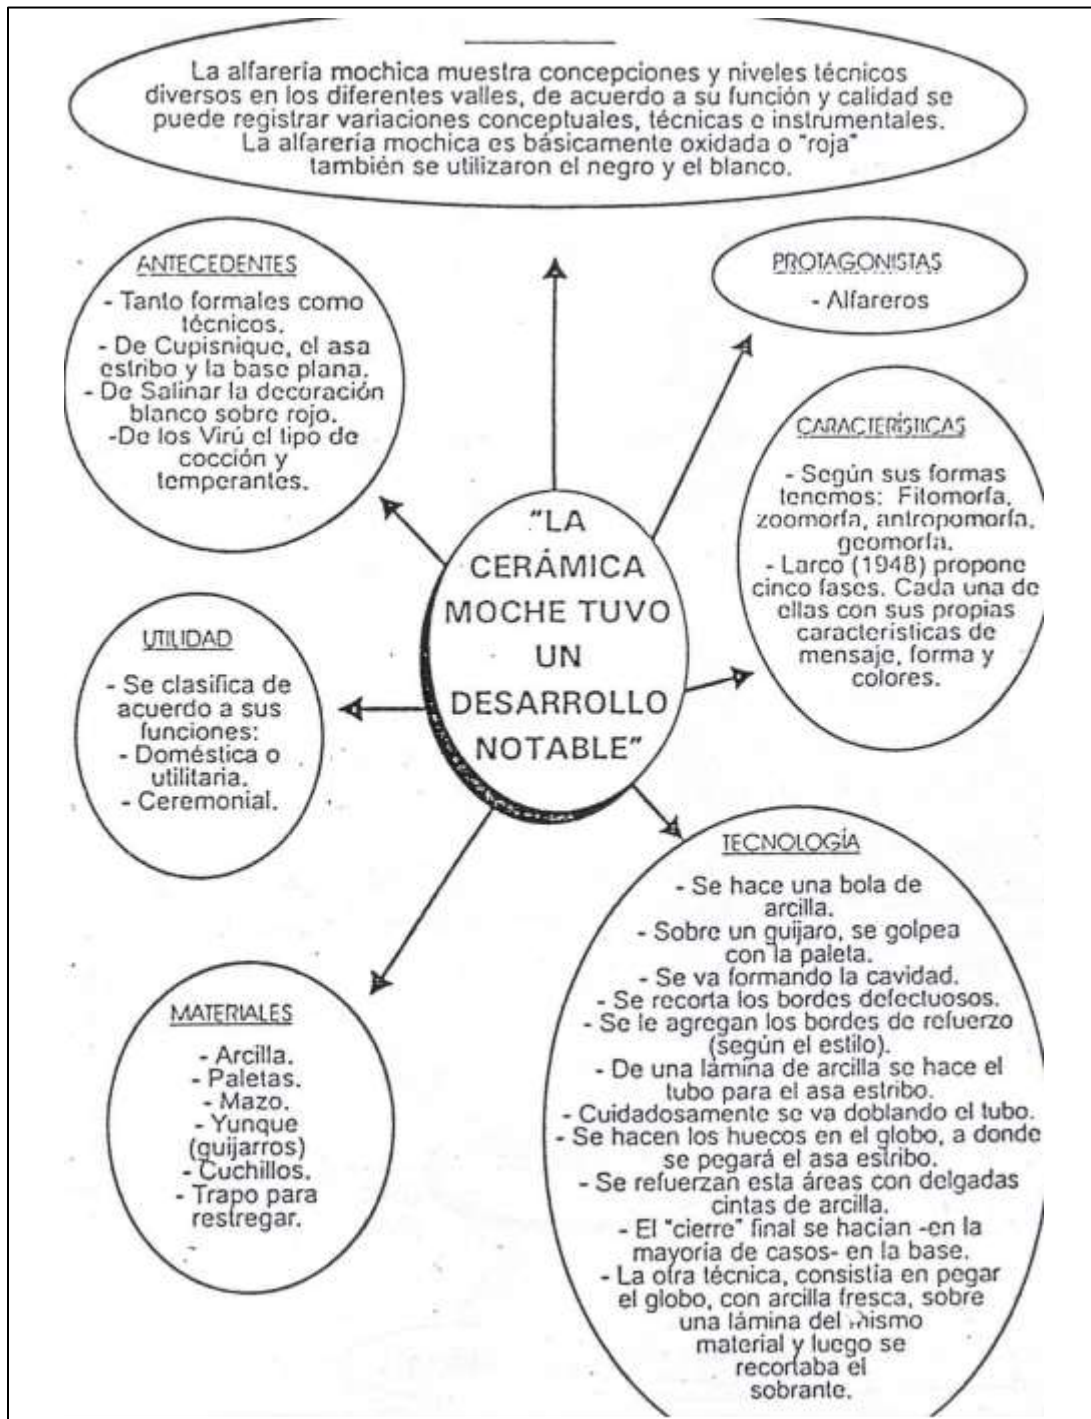 La alfarería mochica muestra concepciones y niveles técnicos
diversos en los diferentes valles, de acuerdo a su función y calidad se
puede registrar variaciones conceptuales, técnicas e instrumentales.
La alfarería mochica es básicamente oxidada o "roja"
también se utilizaron el negro y el blanco.
ANTECEDENTES
- Tanto formales como
técnicos.
- De Cupisnique, el asa
estribo y la base plana.
- De Salinar la decoración
blanco sobre rojo.
-De los Virú el tipo de
cocción y
temperantes.
PROTAGONISTAS
- Alfareros
CARACTERÍSTICAS
- Según sus formas
tenemos: Fitomorfa,
zoomorfa, antropomorfa,
geomorfa.
- Larco (1948) propone
cinco fases. Cada una de
ellas con sus propias
características de
mensaje, forma y
colores.
"LA
CERÁMICA
MOCHE TUVO
UN
DESARROLLO
NOTABLE"
UTILIDAD
- Se clasifica de
acuerdo a sus
funciones:
- Doméstica o
utilitaria.
- Ceremonial.
TECNOLOGÍA
- Se hace una bola de
arcilla.
- Sobre un guijaro, se golpea
con la paleta.
- Se va formando la cavidad.
- Se recorta los bordes defectuosos.
- Se le agregan los bordes de refuerzo
(según el estilo).
- De una lámina de arcilla se hace el
tubo para el asa estribo.
- Cuidadosamente se va doblando el tubo.
- Se hacen los huecos en el globo, a donde
se pegará el asa estribo.
- Se refuerzan esta áreas con delgadas
cintas de arcilla.
- El "cierre" final se hacían -en la
mayoría de casos- en la base.
- La otra técnica, consistía en pegar
el globo, con arcilla fresca, sobre
una lámina del mismo
material y luego se
recortaba el
sobrante.
MATERIALES
- Arcilla.
- Paletas.
- Mazo.
- Yunque
(guijarros)
- Cuchillos.
- Trapo para
restregar.